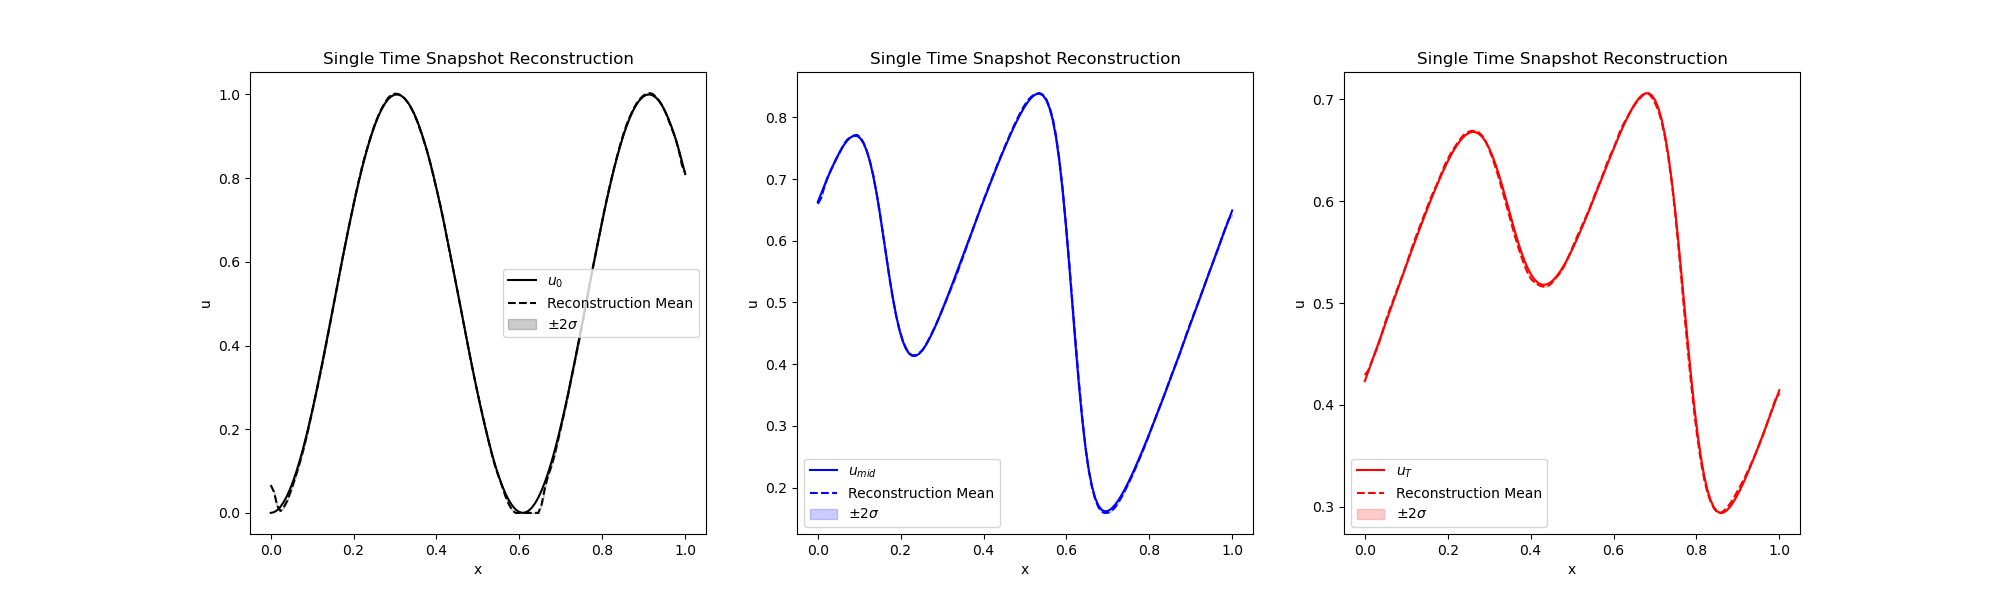 Single Time Snapshot Reconstruction
u
1.0
0.8
0.6
0.4
0.2
0.0
u₀
Reconstruction Mean
±2σ
0.0 0.2 0.4 0.6 0.8 1.0
x
Single Time Snapshot Reconstruction
u
0.8
0.7
0.6
0.5
0.4
0.3
0.2
u_mid
Reconstruction Mean
±2σ
0.0 0.2 0.4 0.6 0.8 1.0
x
Single Time Snapshot Reconstruction
u
0.7
0.6
0.5
0.4
0.3
u_T
Reconstruction Mean
±2σ
0.0 0.2 0.4 0.6 0.8 1.0
x